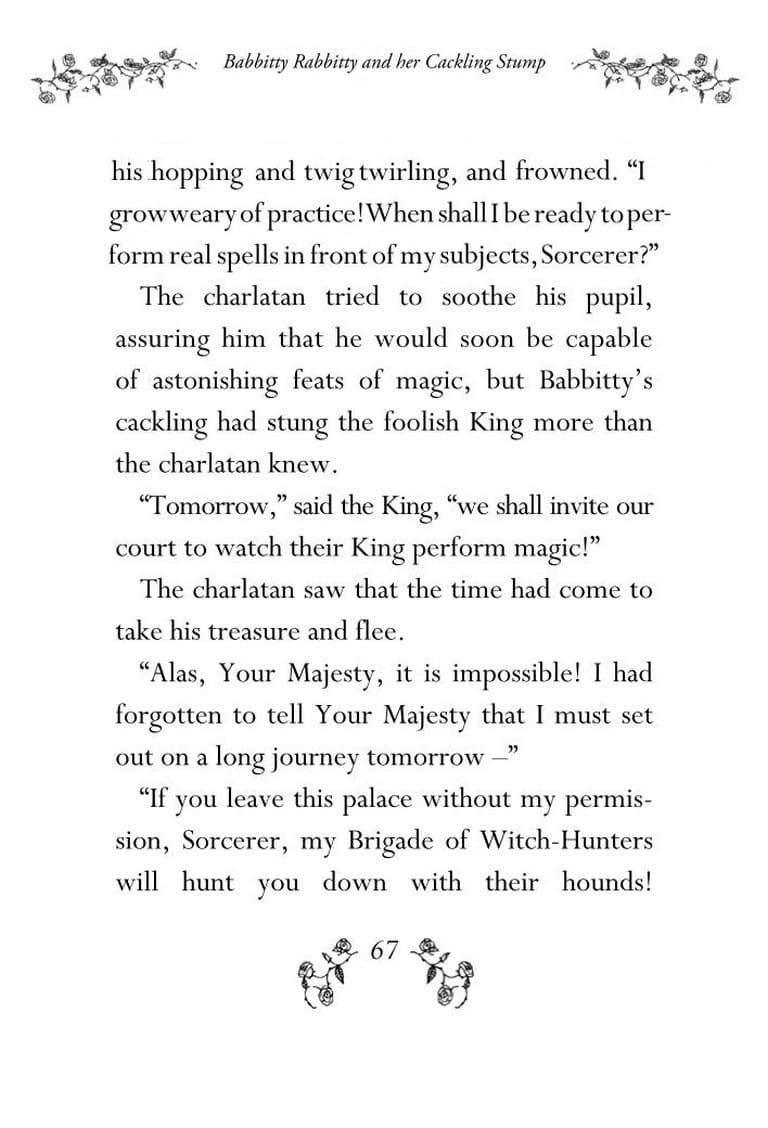 Babbitty Rabbitty and her Cackling Stump
his hopping and twig twirling, and frowned. “I
grow weary of practice! When shall I be ready to per-
form real spells in front of my subjects, Sorcerer?”
The charlatan tried to soothe his pupil,
assuring him that he would soon be capable
of astonishing feats of magic, but Babbitty’s
cackling had stung the foolish King more than
the charlatan knew.
“Tomorrow,” said the King, “we shall invite our
court to watch their King perform magic!”
The charlatan saw that the time had come to
take his treasure and flee.
“Alas, Your Majesty, it is impossible! I had
forgotten to tell Your Majesty that I must set
out on a long journey tomorrow –”
“If you leave this palace without my permis-
sion, Sorcerer, my Brigade of Witch-Hunters
will hunt you down with their hounds!
67